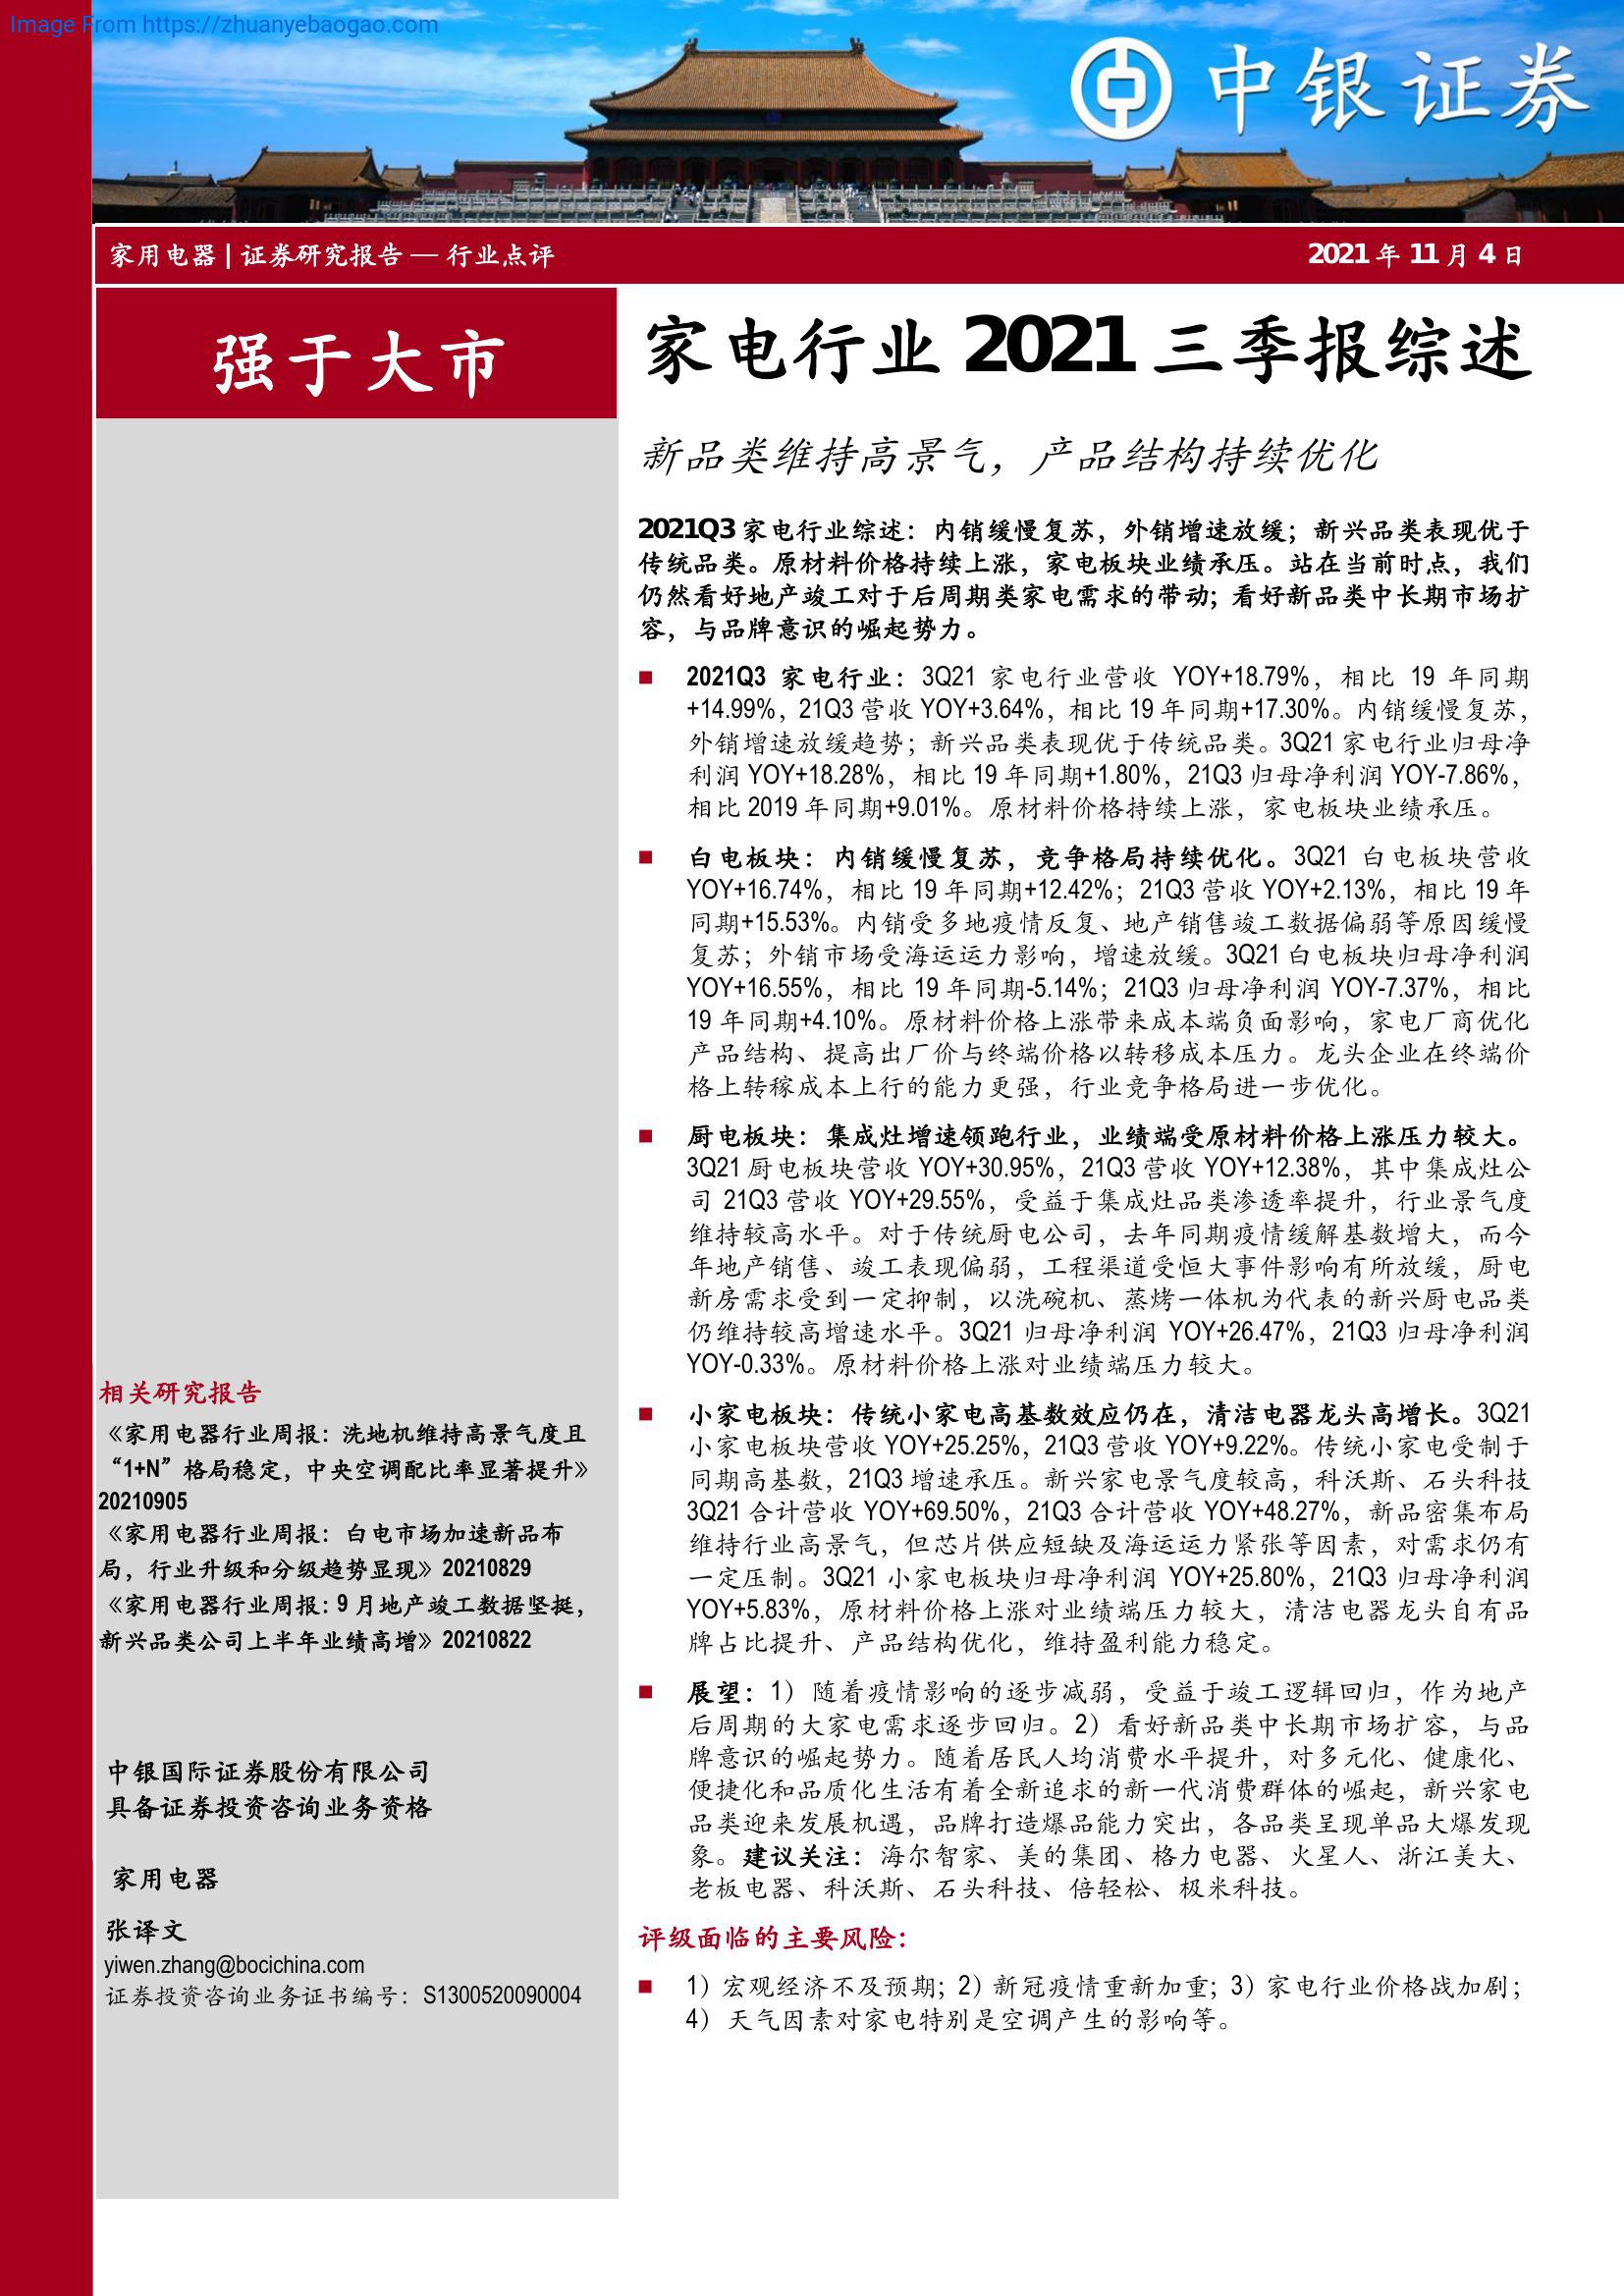 Image From https://zhuanyebaogao.com
中银证券
家用电器 | 证券研究报告 — 行业点评
2021 年 11 月 4 日
强于大市
家电行业 2021 三季报综述
新品类维持高景气，产品结构持续优化
2021Q3 家电行业综述：内销缓慢复苏，外销增速放缓；新兴品类表现优于
传统品类。原材料价格持续上涨，家电板块业绩承压。站在当前时点，我们
仍然看好地产竣工对于后周期类家电需求的带动；看好新品类中长期市场扩
容，与品牌意识的崛起势力。
■ 2021Q3 家电行业：3Q21 家电行业营收 YOY+18.79%，相比 19 年同期
+14.99%，21Q3 营收 YOY+3.64%，相比 19 年同期+17.30%。内销缓慢复苏，
外销增速放缓趋势；新兴品类表现优于传统品类。3Q21 家电行业归母净
利润 YOY+18.28%，相比 19 年同期+1.80%，21Q3 归母净利润 YOY-7.86%，
相比 2019 年同期+9.01%。原材料价格持续上涨，家电板块业绩承压。
■ 白电板块：内销缓慢复苏，竞争格局持续优化。3Q21 白电板块营收
YOY+16.74%，相比 19 年同期+12.42%；21Q3 营收 YOY+2.13%，相比 19 年
同期+15.53%。内销受多地疫情反复、地产销售竣工数据偏弱等原因缓慢
复苏；外销市场受海运运力影响，增速放缓。3Q21 白电板块归母净利润
YOY+16.55%，相比 19 年同期-5.14%；21Q3 归母净利润 YOY-7.37%，相比
19 年同期+4.10%。原材料价格上涨带来成本端负面影响，家电厂商优化
产品结构、提高出厂价与终端价格以转移成本压力。龙头企业在终端价
格上转稼成本上行的能力更强，行业竞争格局进一步优化。
■ 厨电板块：集成灶增速领跑行业，业绩端受原材料价格上涨压力较大。
3Q21 厨电板块营收 YOY+30.95%，21Q3 营收 YOY+12.38%，其中集成灶公
司 21Q3 营收 YOY+29.55%，受益于集成灶品类渗透率提升，行业景气度
维持较高水平。对于传统厨电公司，去年同期疫情缓解基数增大，而今
年地产销售、竣工表现偏弱，工程渠道受恒大事件影响有所放缓，厨电
新房需求受到一定抑制，以洗碗机、蒸烤一体机为代表的新兴厨电品类
仍维持较高增速水平。3Q21 归母净利润 YOY+26.47%，21Q3 归母净利润
YOY-0.33%。原材料价格上涨对业绩端压力较大。
■ 小家电板块：传统小家电高基数效应仍在，清洁电器龙头高增长。3Q21
小家电板块营收 YOY+25.25%，21Q3 营收 YOY+9.22%。传统小家电受制于
同期高基数，21Q3 增速承压。新兴家电景气度较高，科沃斯、石头科技
3Q21 合计营收 YOY+69.50%，21Q3 合计营收 YOY+48.27%，新品密集布局
维持行业高景气，但芯片供应短缺及海运运力紧张等因素，对需求仍有
一定压制。3Q21 小家电板块归母净利润 YOY+25.80%，21Q3 归母净利润
YOY+5.83%，原材料价格上涨对业绩端压力较大，清洁电器龙头自有品
牌占比提升、产品结构优化，维持盈利能力稳定。
■ 展望：1）随着疫情影响的逐步减弱，受益于竣工逻辑回归，作为地产
后周期的大家电需求逐步回归。2）看好新品类中长期市场扩容，与品
牌意识的崛起势力。随着居民人均消费水平提升，对多元化、健康化、
便捷化和品质化生活有着全新追求的新一代消费群体的崛起，新兴家电
品类迎来发展机遇，品牌打造爆品能力突出，各品类呈现单品大爆发现
象。建议关注：海尔智家、美的集团、格力电器、火星人、浙江美大、
老板电器、科沃斯、石头科技、倍轻松、极米科技。
评级面临的主要风险：
■ 1）宏观经济不及预期；2）新冠疫情重新加重；3）家电行业价格战加剧；
4）天气因素对家电特别是空调产生的影响等。
相关研究报告
《家用电器行业周报：洗地机维持高景气度且
“1+N”格局稳定，中央空调配比率显著提升》
20210905
《家用电器行业周报：白电市场加速新品布
局，行业升级和分级趋势显现》20210829
《家用电器行业周报：9 月地产竣工数据坚挺，
新兴品类公司上半年业绩高增》20210822
中银国际证券股份有限公司
具备证券投资咨询业务资格
家用电器
张译文
yiwen.zhang@bocichina.com
证券投资咨询业务证书编号：S1300520090004